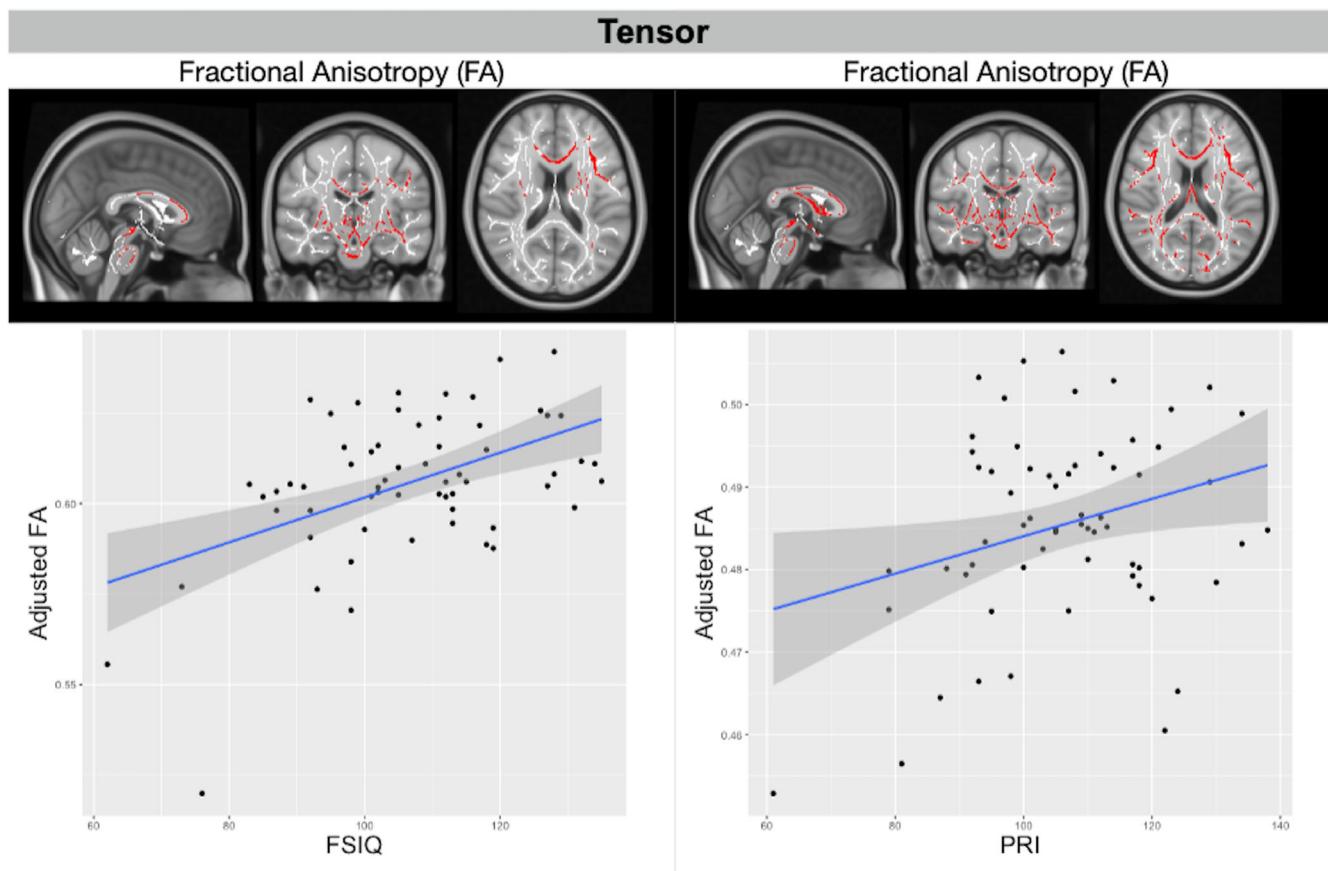 Tensor
Fractional Anisotropy (FA)
Fractional Anisotropy (FA)
Adjusted FA
0.60
0.55
60
80
100
120
FSIQ
Adjusted FA
0.50
0.49
0.48
0.47
0.46
60
80
100
120
140
PRI